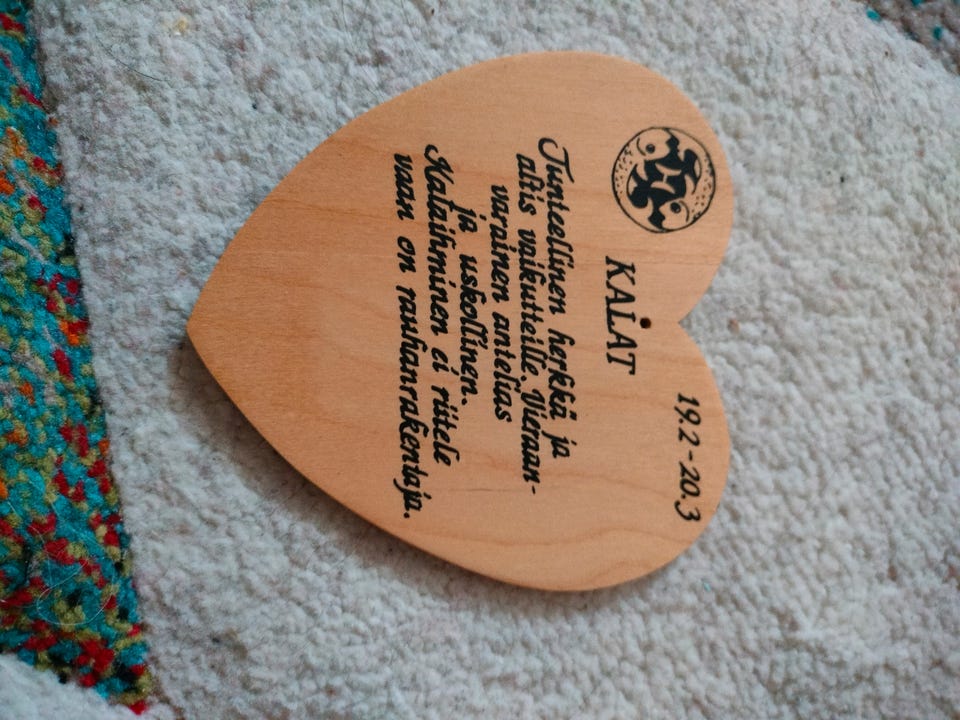 19.2 - 20.3
KALAT
Tunteellinen herkkä ja
altis vaikutteille. Vieraan-
varainen antelias
ja uskollinen.
Kalaihminen ei riitele
vaan on rauhanrakentaja.